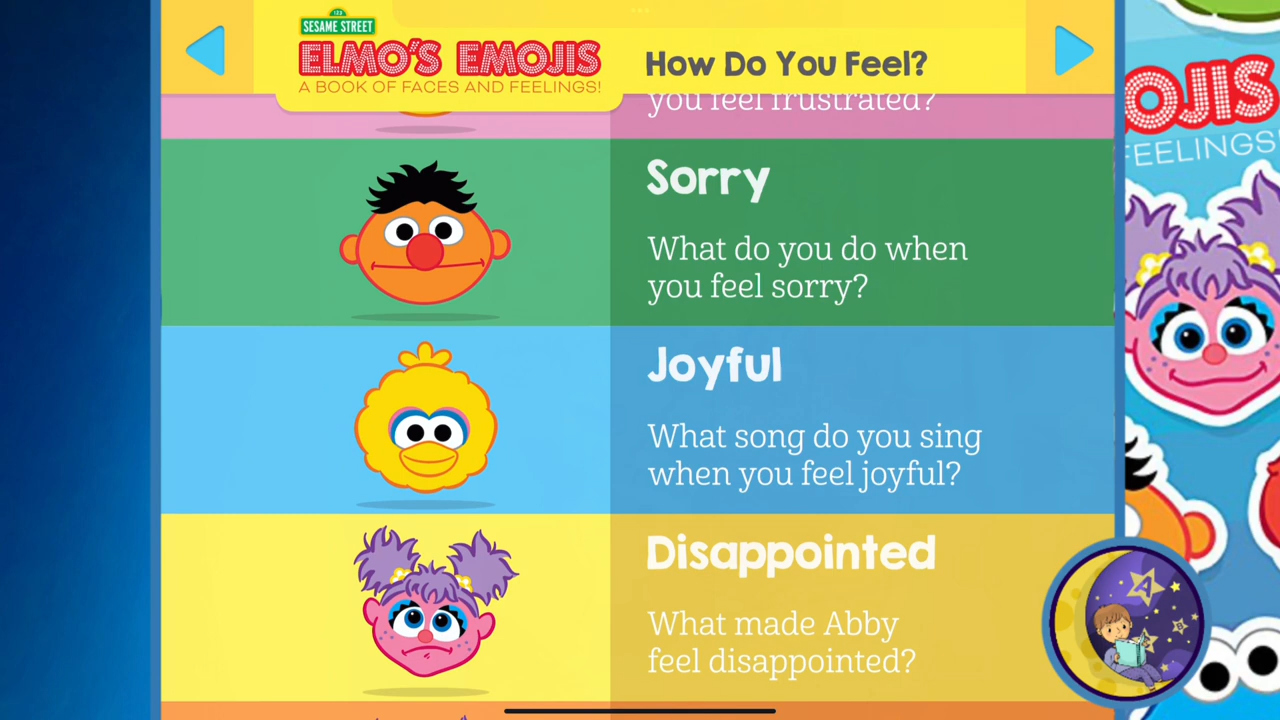 123
SESAME STREET
ELMO'S EMOJIS
A BOOK OF FACES AND FEELINGS!
How Do You Feel?
you feel frustrated?
Sorry
What do you do when
you feel sorry?
Joyful
What song do you sing
when you feel joyful?
Disappointed
What made Abby
feel disappointed?
OJIS
FEELINGS!
A
B